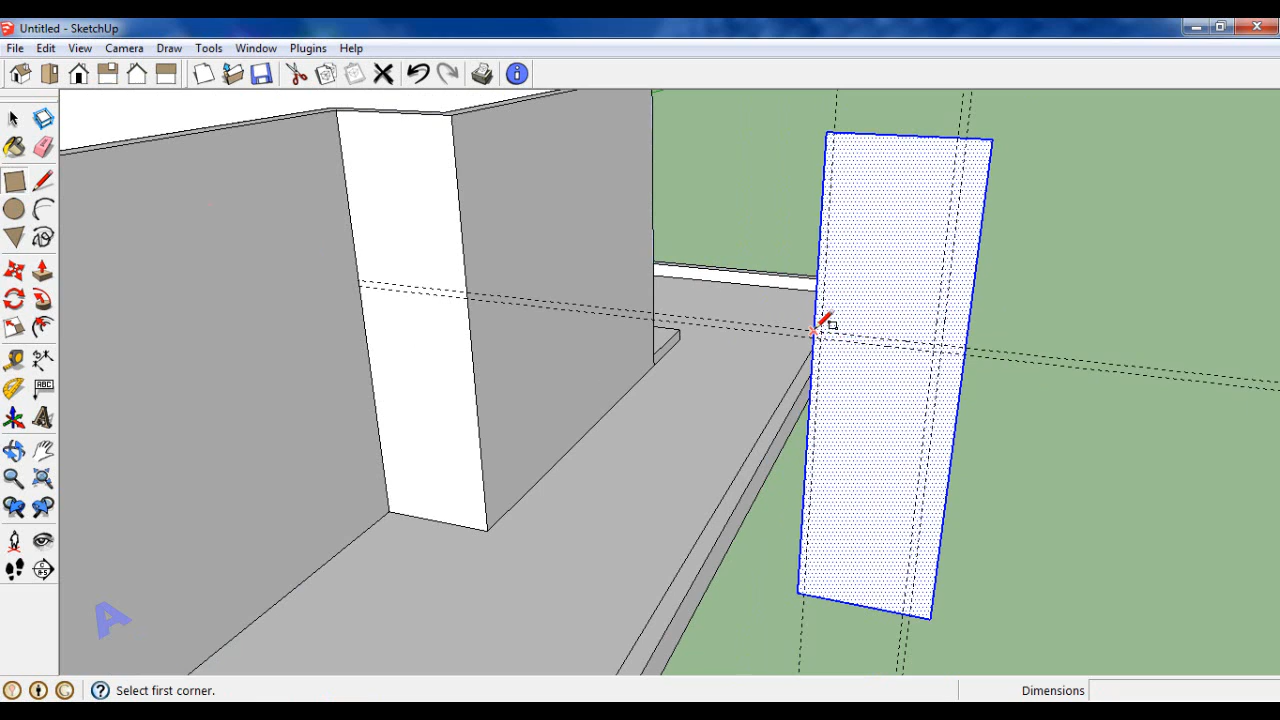 Untitled - SketchUp
File Edit View Camera Draw Tools Window Plugins Help
A
Select first corner.
Dimensions